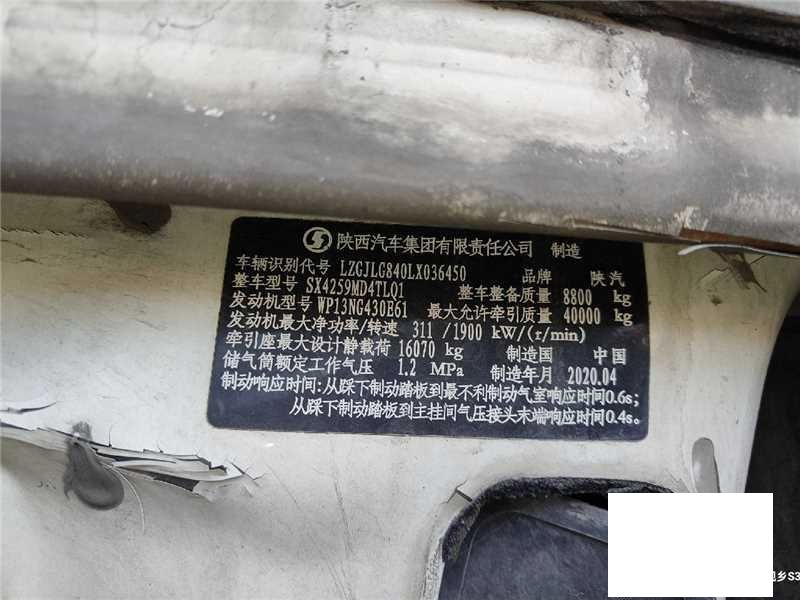 陕西汽车集团有限责任公司 制造
车辆识别代号 LZGJLG840LX036450 品牌 陕汽
整车型号 SX4259MD4TLQ1 整车整备质量 8800 kg
发动机型号 WP13NG430E61 最大允许牵引质量 40000 kg
发动机最大净功率/转速 311/1900 kW/(r/min)
牵引座最大设计静载荷 16070 kg 制造国 中国
储气筒额定工作气压 1.2 MPa 制造年月 2020.04
制动响应时间:从踩下制动踏板到最不利制动气室响应时间0.6s;
从踩下制动踏板到主挂间气压接头末端响应时间0.4s。
乡S3